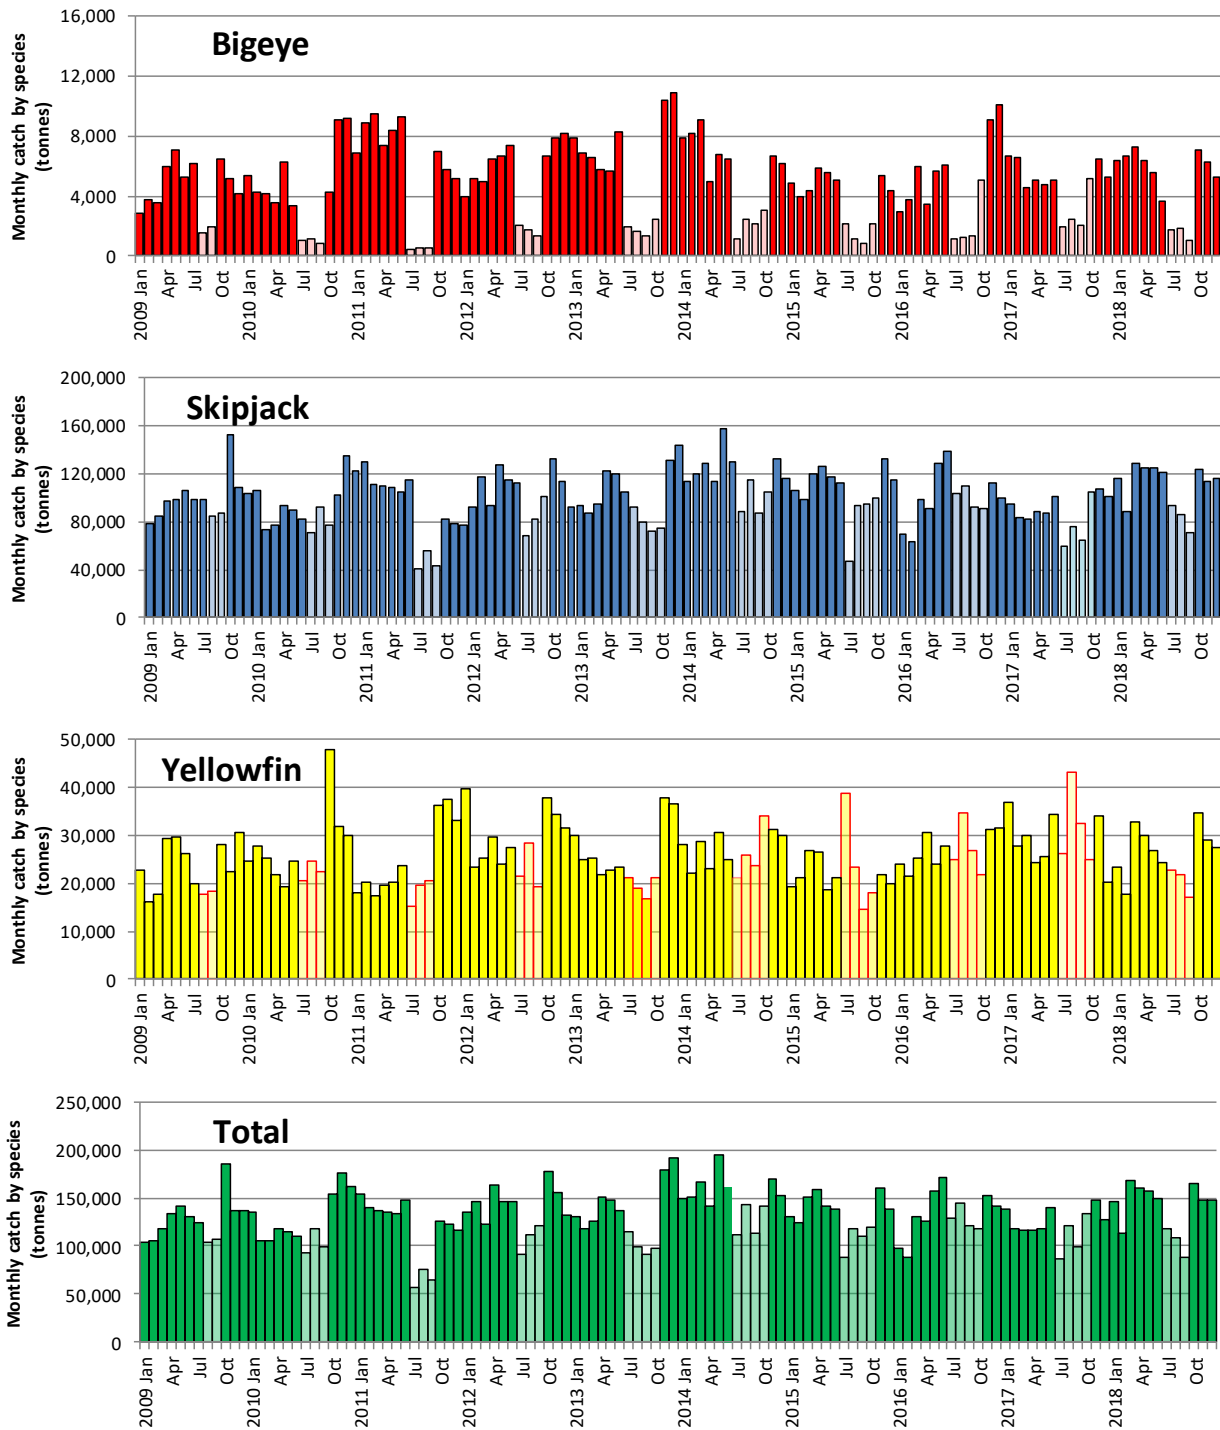 Monthly catch by species
(tonnes)
16,000
12,000
8,000
4,000
0
Bigeye
2009 Jan Apr Jul Oct 2010 Jan Apr Jul Oct 2011 Jan Apr Jul Oct 2012 Jan Apr Jul Oct 2013 Jan Apr Jul Oct 2014 Jan Apr Jul Oct 2015 Jan Apr Jul Oct 2016 Jan Apr Jul Oct 2017 Jan Apr Jul Oct 2018 Jan Apr Jul Oct
Monthly catch by species
(tonnes)
200,000
160,000
120,000
80,000
40,000
0
Skipjack
2009 Jan Apr Jul Oct 2010 Jan Apr Jul Oct 2011 Jan Apr Jul Oct 2012 Jan Apr Jul Oct 2013 Jan Apr Jul Oct 2014 Jan Apr Jul Oct 2015 Jan Apr Jul Oct 2016 Jan Apr Jul Oct 2017 Jan Apr Jul Oct 2018 Jan Apr Jul Oct
Monthly catch by species
(tonnes)
50,000
40,000
30,000
20,000
10,000
0
Yellowfin
2009 Jan Apr Jul Oct 2010 Jan Apr Jul Oct 2011 Jan Apr Jul Oct 2012 Jan Apr Jul Oct 2013 Jan Apr Jul Oct 2014 Jan Apr Jul Oct 2015 Jan Apr Jul Oct 2016 Jan Apr Jul Oct 2017 Jan Apr Jul Oct 2018 Jan Apr Jul Oct
Monthly catch by species
(tonnes)
250,000
200,000
150,000
100,000
50,000
0
Total
2009 Jan Apr Jul Oct 2010 Jan Apr Jul Oct 2011 Jan Apr Jul Oct 2012 Jan Apr Jul Oct 2013 Jan Apr Jul Oct 2014 Jan Apr Jul Oct 2015 Jan Apr Jul Oct 2016 Jan Apr Jul Oct 2017 Jan Apr Jul Oct 2018 Jan Apr Jul Oct